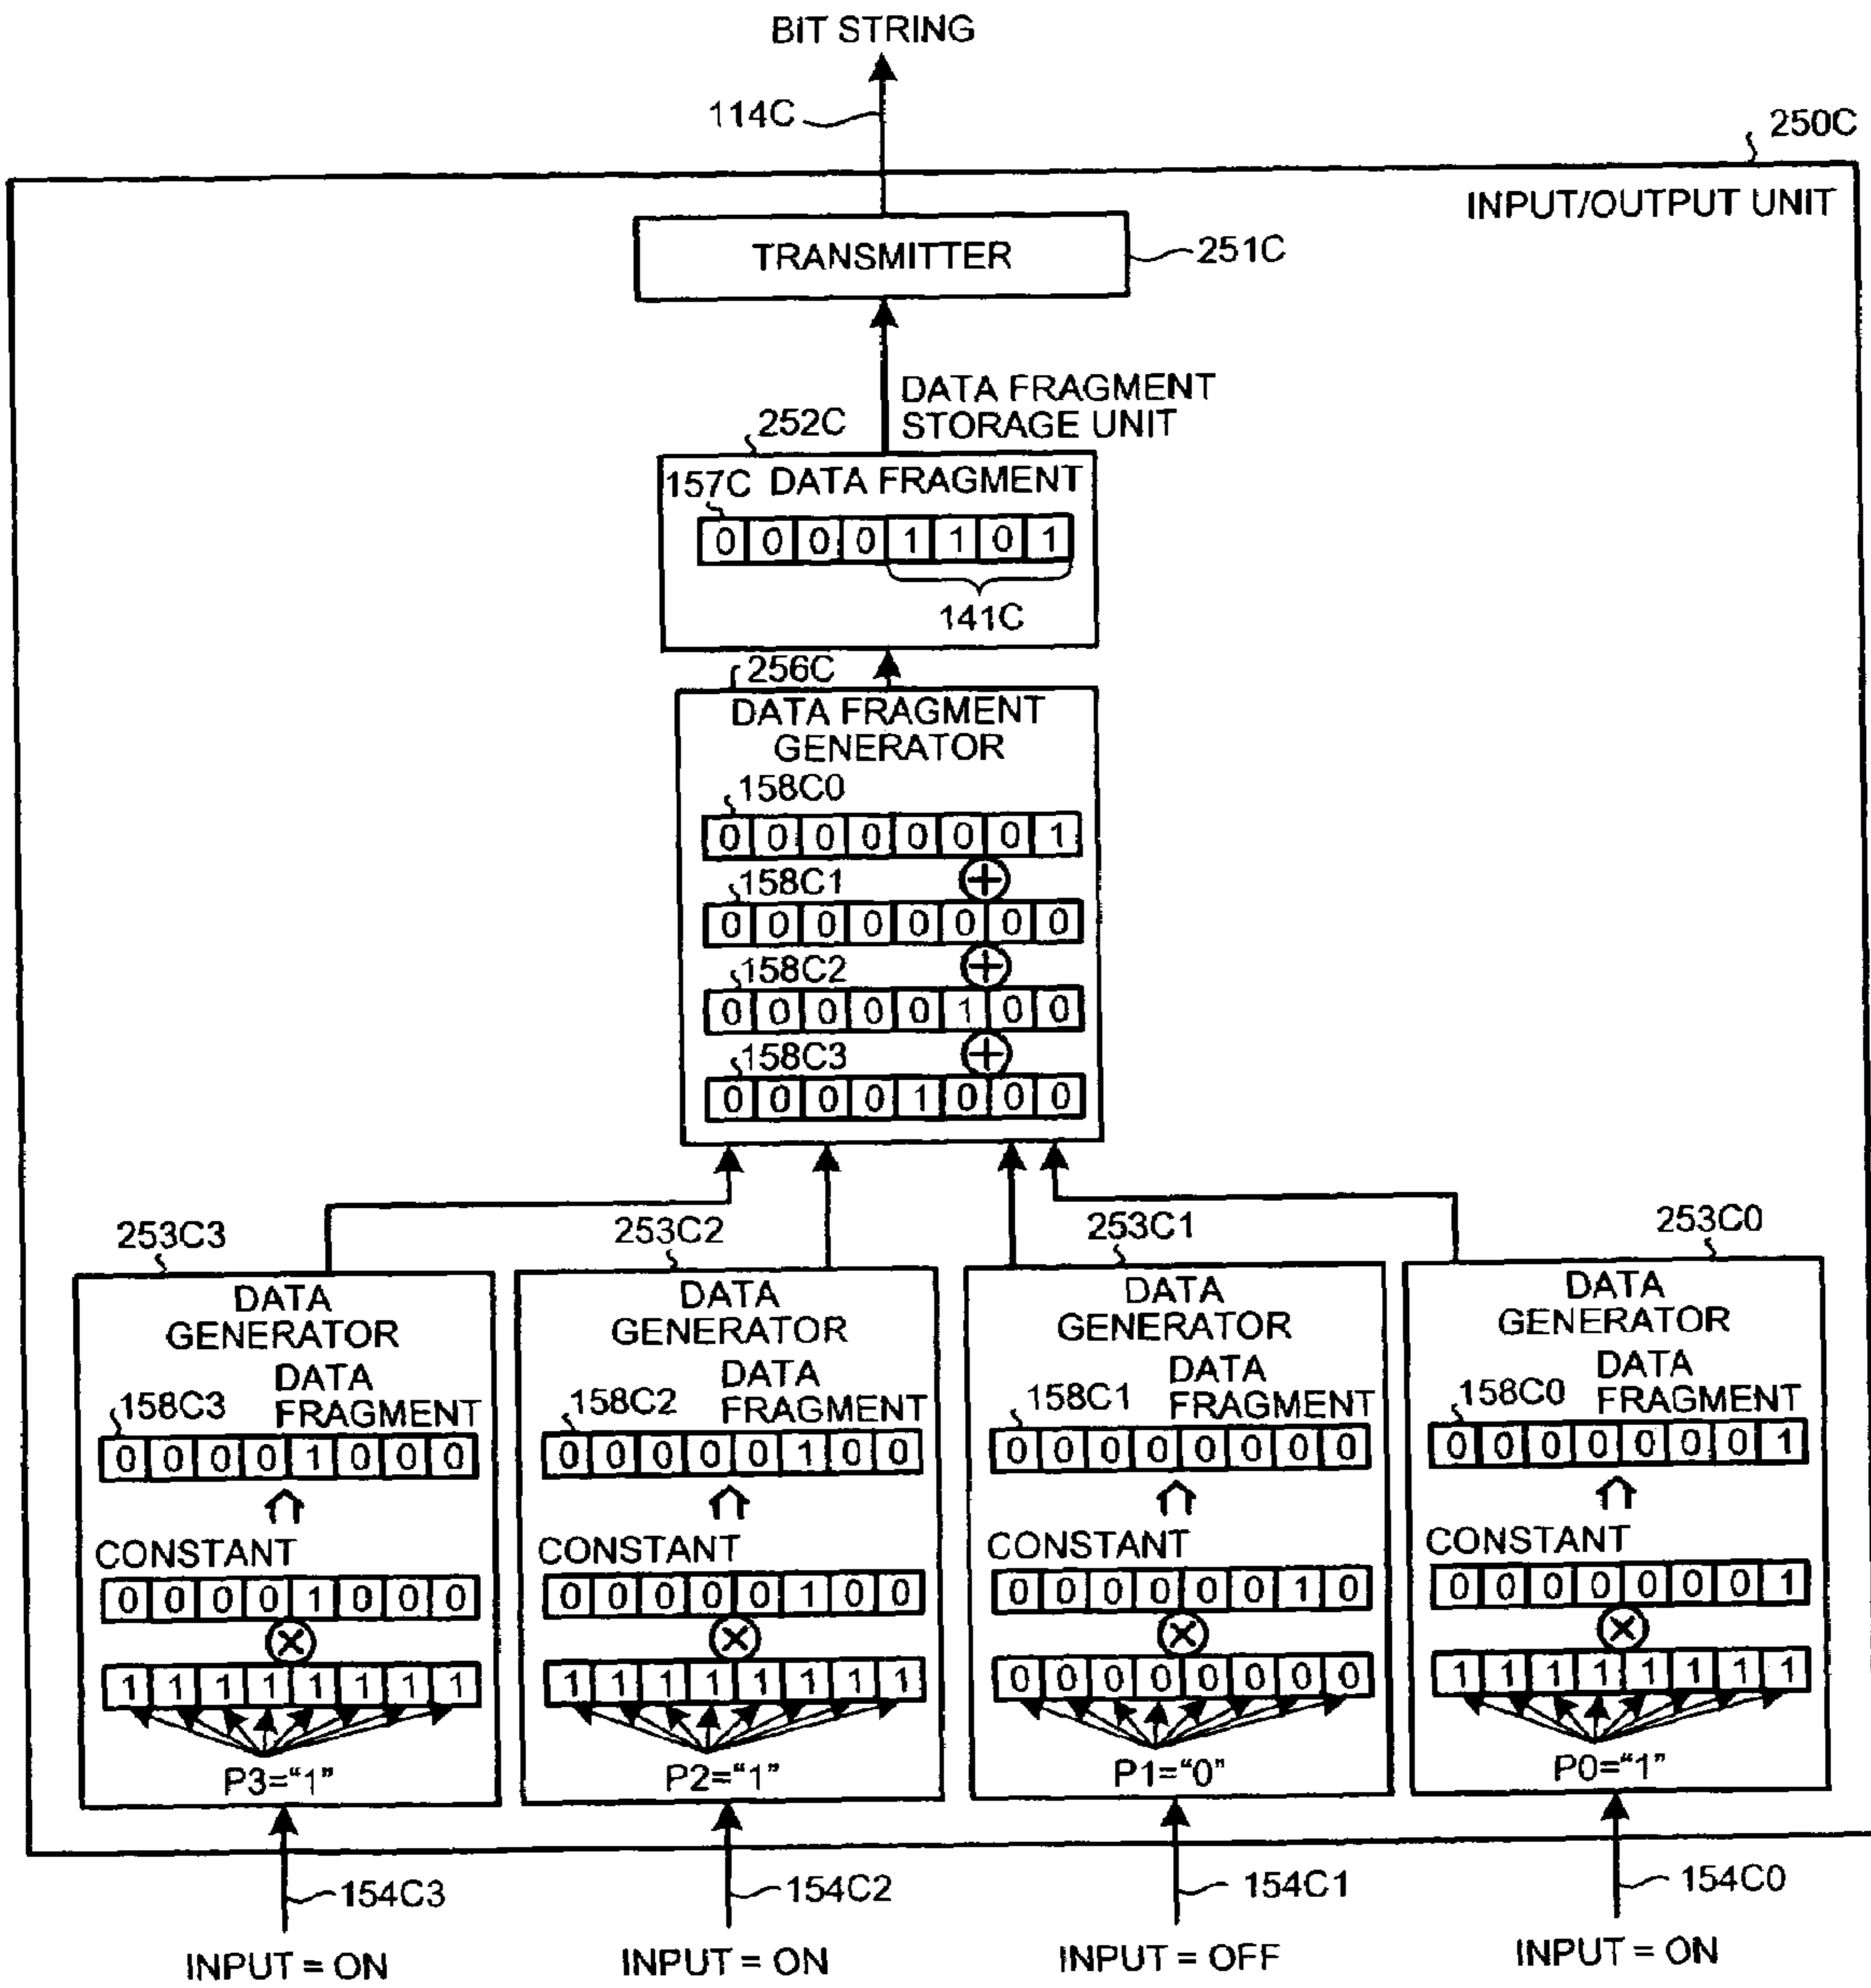 BIT STRING
114C
250C
INPUT/OUTPUT UNIT
TRANSMITTER
251C
DATA FRAGMENT
STORAGE UNIT
252C
157C DATA FRAGMENT
0 0 0 0 1 1 0 1
141C
256C
DATA FRAGMENT
GENERATOR
158C0
0 0 0 0 0 0 0 1
+
158C1
0 0 0 0 0 0 0 0
+
158C2
0 0 0 0 0 1 0 0
+
158C3
0 0 0 0 1 0 0 0
253C3
DATA
GENERATOR
158C3
DATA
FRAGMENT
0 0 0 0 1 0 0 0
CONSTANT
0 0 0 0 1 0 0 0
×
1 1 1 1 1 1 1 1
P3="1"
154C3
INPUT = ON
253C2
DATA
GENERATOR
158C2
DATA
FRAGMENT
0 0 0 0 0 1 0 0
CONSTANT
0 0 0 0 0 1 0 0
×
1 1 1 1 1 1 1 1
P2="1"
154C2
INPUT = ON
253C1
DATA
GENERATOR
158C1
DATA
FRAGMENT
0 0 0 0 0 0 0 0
CONSTANT
0 0 0 0 0 0 1 0
×
0 0 0 0 0 0 0 0
P1="0"
154C1
INPUT = OFF
253C0
DATA
GENERATOR
158C0
DATA
FRAGMENT
0 0 0 0 0 0 0 1
CONSTANT
0 0 0 0 0 0 0 1
×
1 1 1 1 1 1 1 1
P0="1"
154C0
INPUT = ON